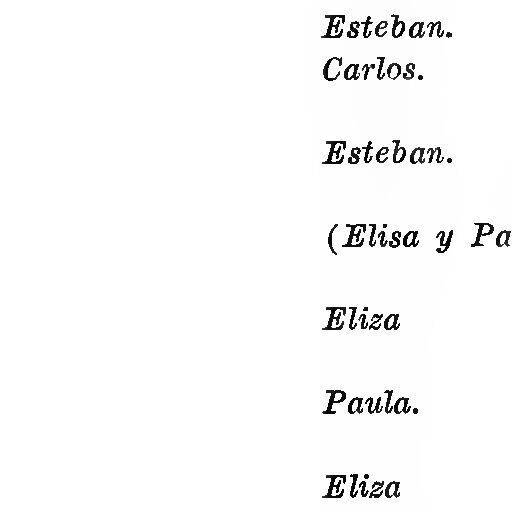 Esteban.
Carlos.
Esteban.
(Elisa y Pa
Eliza
Paula.
Eliza